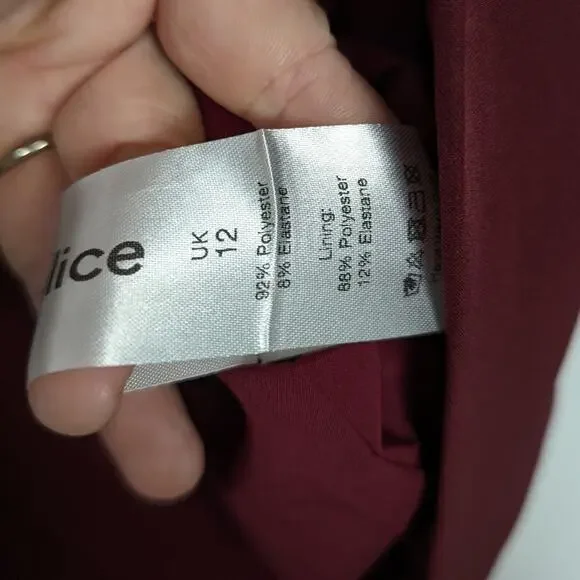 lice
UK
12
92% Polyester
8% Elastane
Lining:
88% Polyester
12% Elastane